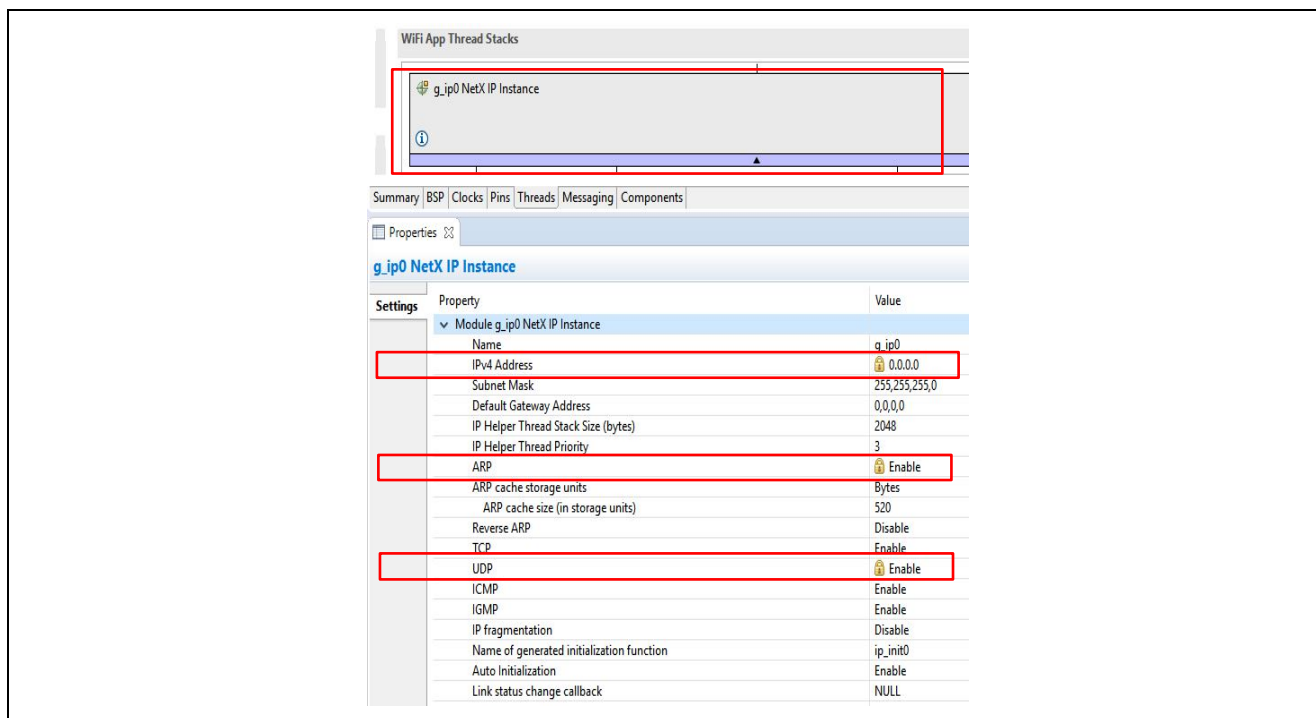 WiFi App Thread Stacks
g_ip0 NetX IP Instance
Summary BSP Clocks Pins Threads Messaging Components
Properties
g_ip0 NetX IP Instance
Settings Property Value
Module g_ip0 NetX IP Instance
Name g_ip0
IPv4 Address 0.0.0.0
Subnet Mask 255,255,255,0
Default Gateway Address 0,0,0,0
IP Helper Thread Stack Size (bytes) 2048
IP Helper Thread Priority 3
ARP Enable
ARP cache storage units Bytes
ARP cache size (in storage units) 520
Reverse ARP Disable
TCP Enable
UDP Enable
ICMP Enable
IGMP Enable
IP fragmentation Disable
Name of generated initialization function ip_init0
Auto Initialization Enable
Link status change callback NULL